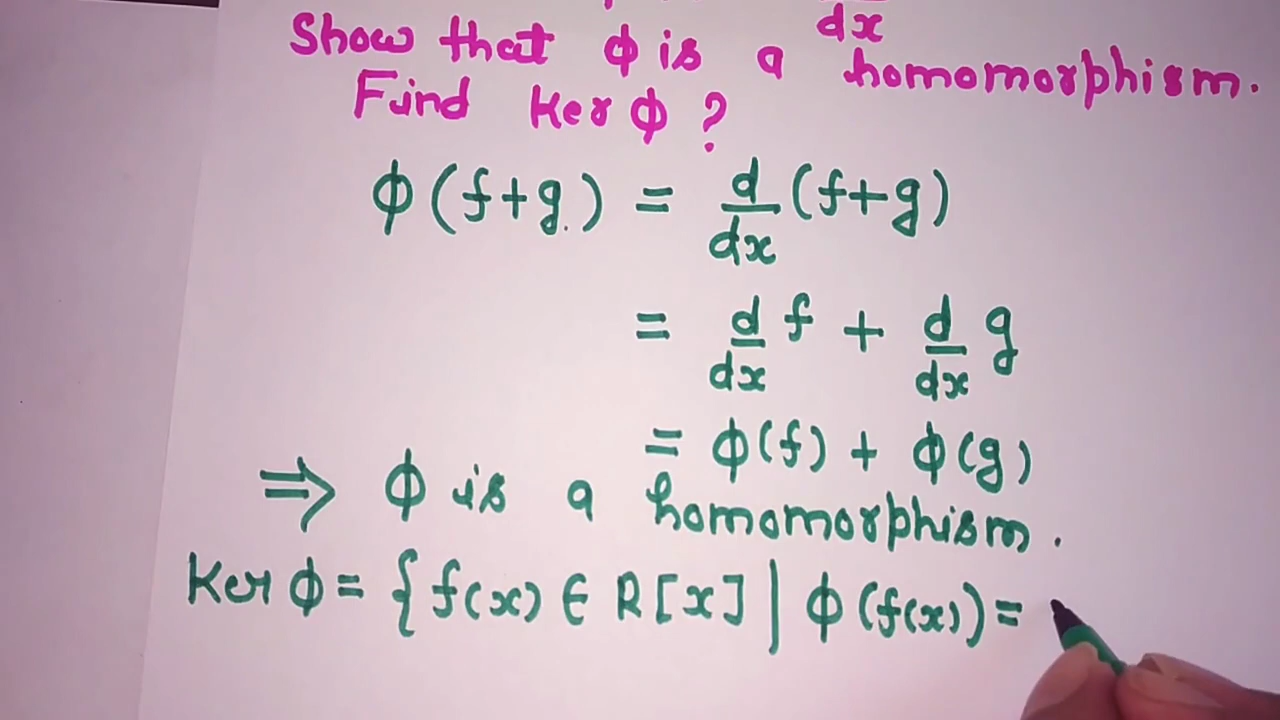 dx
Show that ϕ is a homomorphism.
Find Ker ϕ ?
ϕ(f+g) = d/dx (f+g)
= d/dx f + d/dx g
= ϕ(f) + ϕ(g)
⇒ ϕ is a homomorphism.
Ker ϕ = { f(x) ∈ R[x] | ϕ(f(x)) =